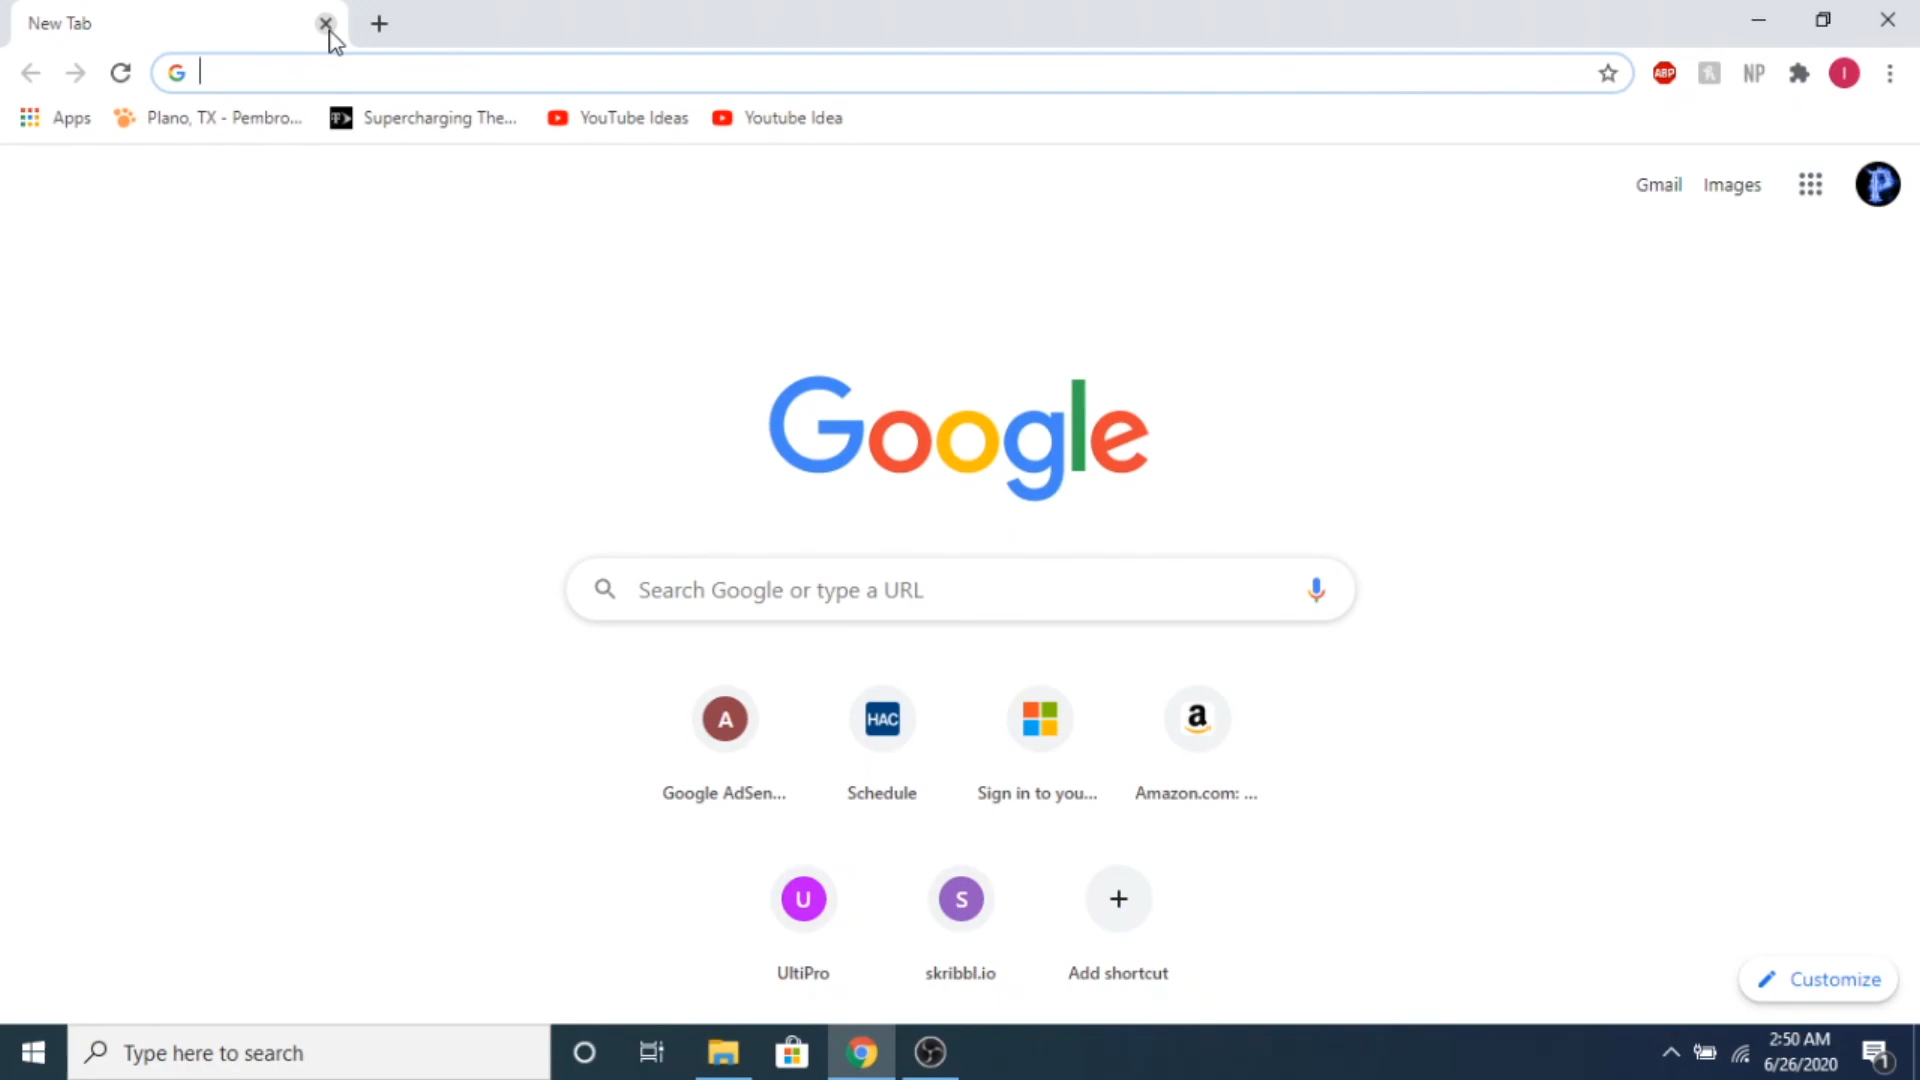 New Tab
G
ABP
NP
I
Apps
Plano, TX - Pembro...
Supercharging The...
YouTube Ideas
Youtube Idea
Gmail
Images
P
Google
Search Google or type a URL
A
HAC
a
Google AdSen...
Schedule
Sign in to you...
Amazon.com: ...
U
S
UltiPro
skribbl.io
Add shortcut
Customize
Type here to search
2:50 AM
6/26/2020
1